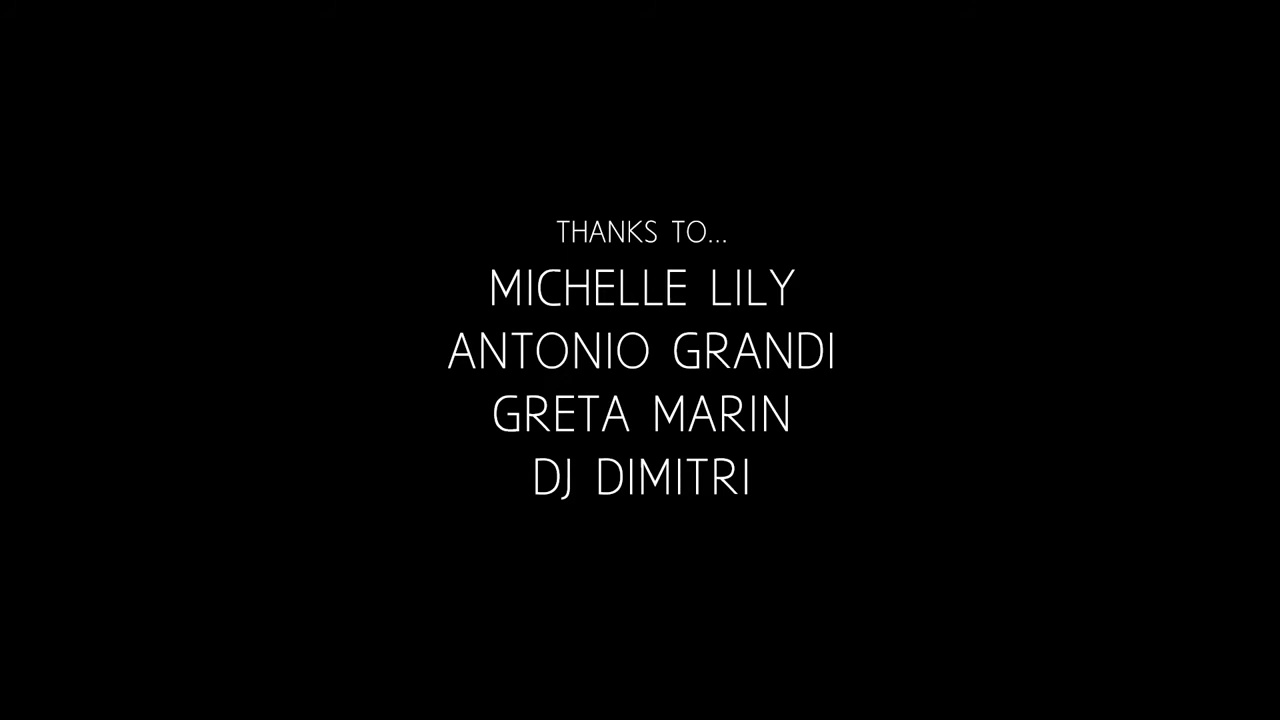 THANKS TO...
MICHELLE LILY
ANTONIO GRANDI
GRETA MARIN
DJ DIMITRI